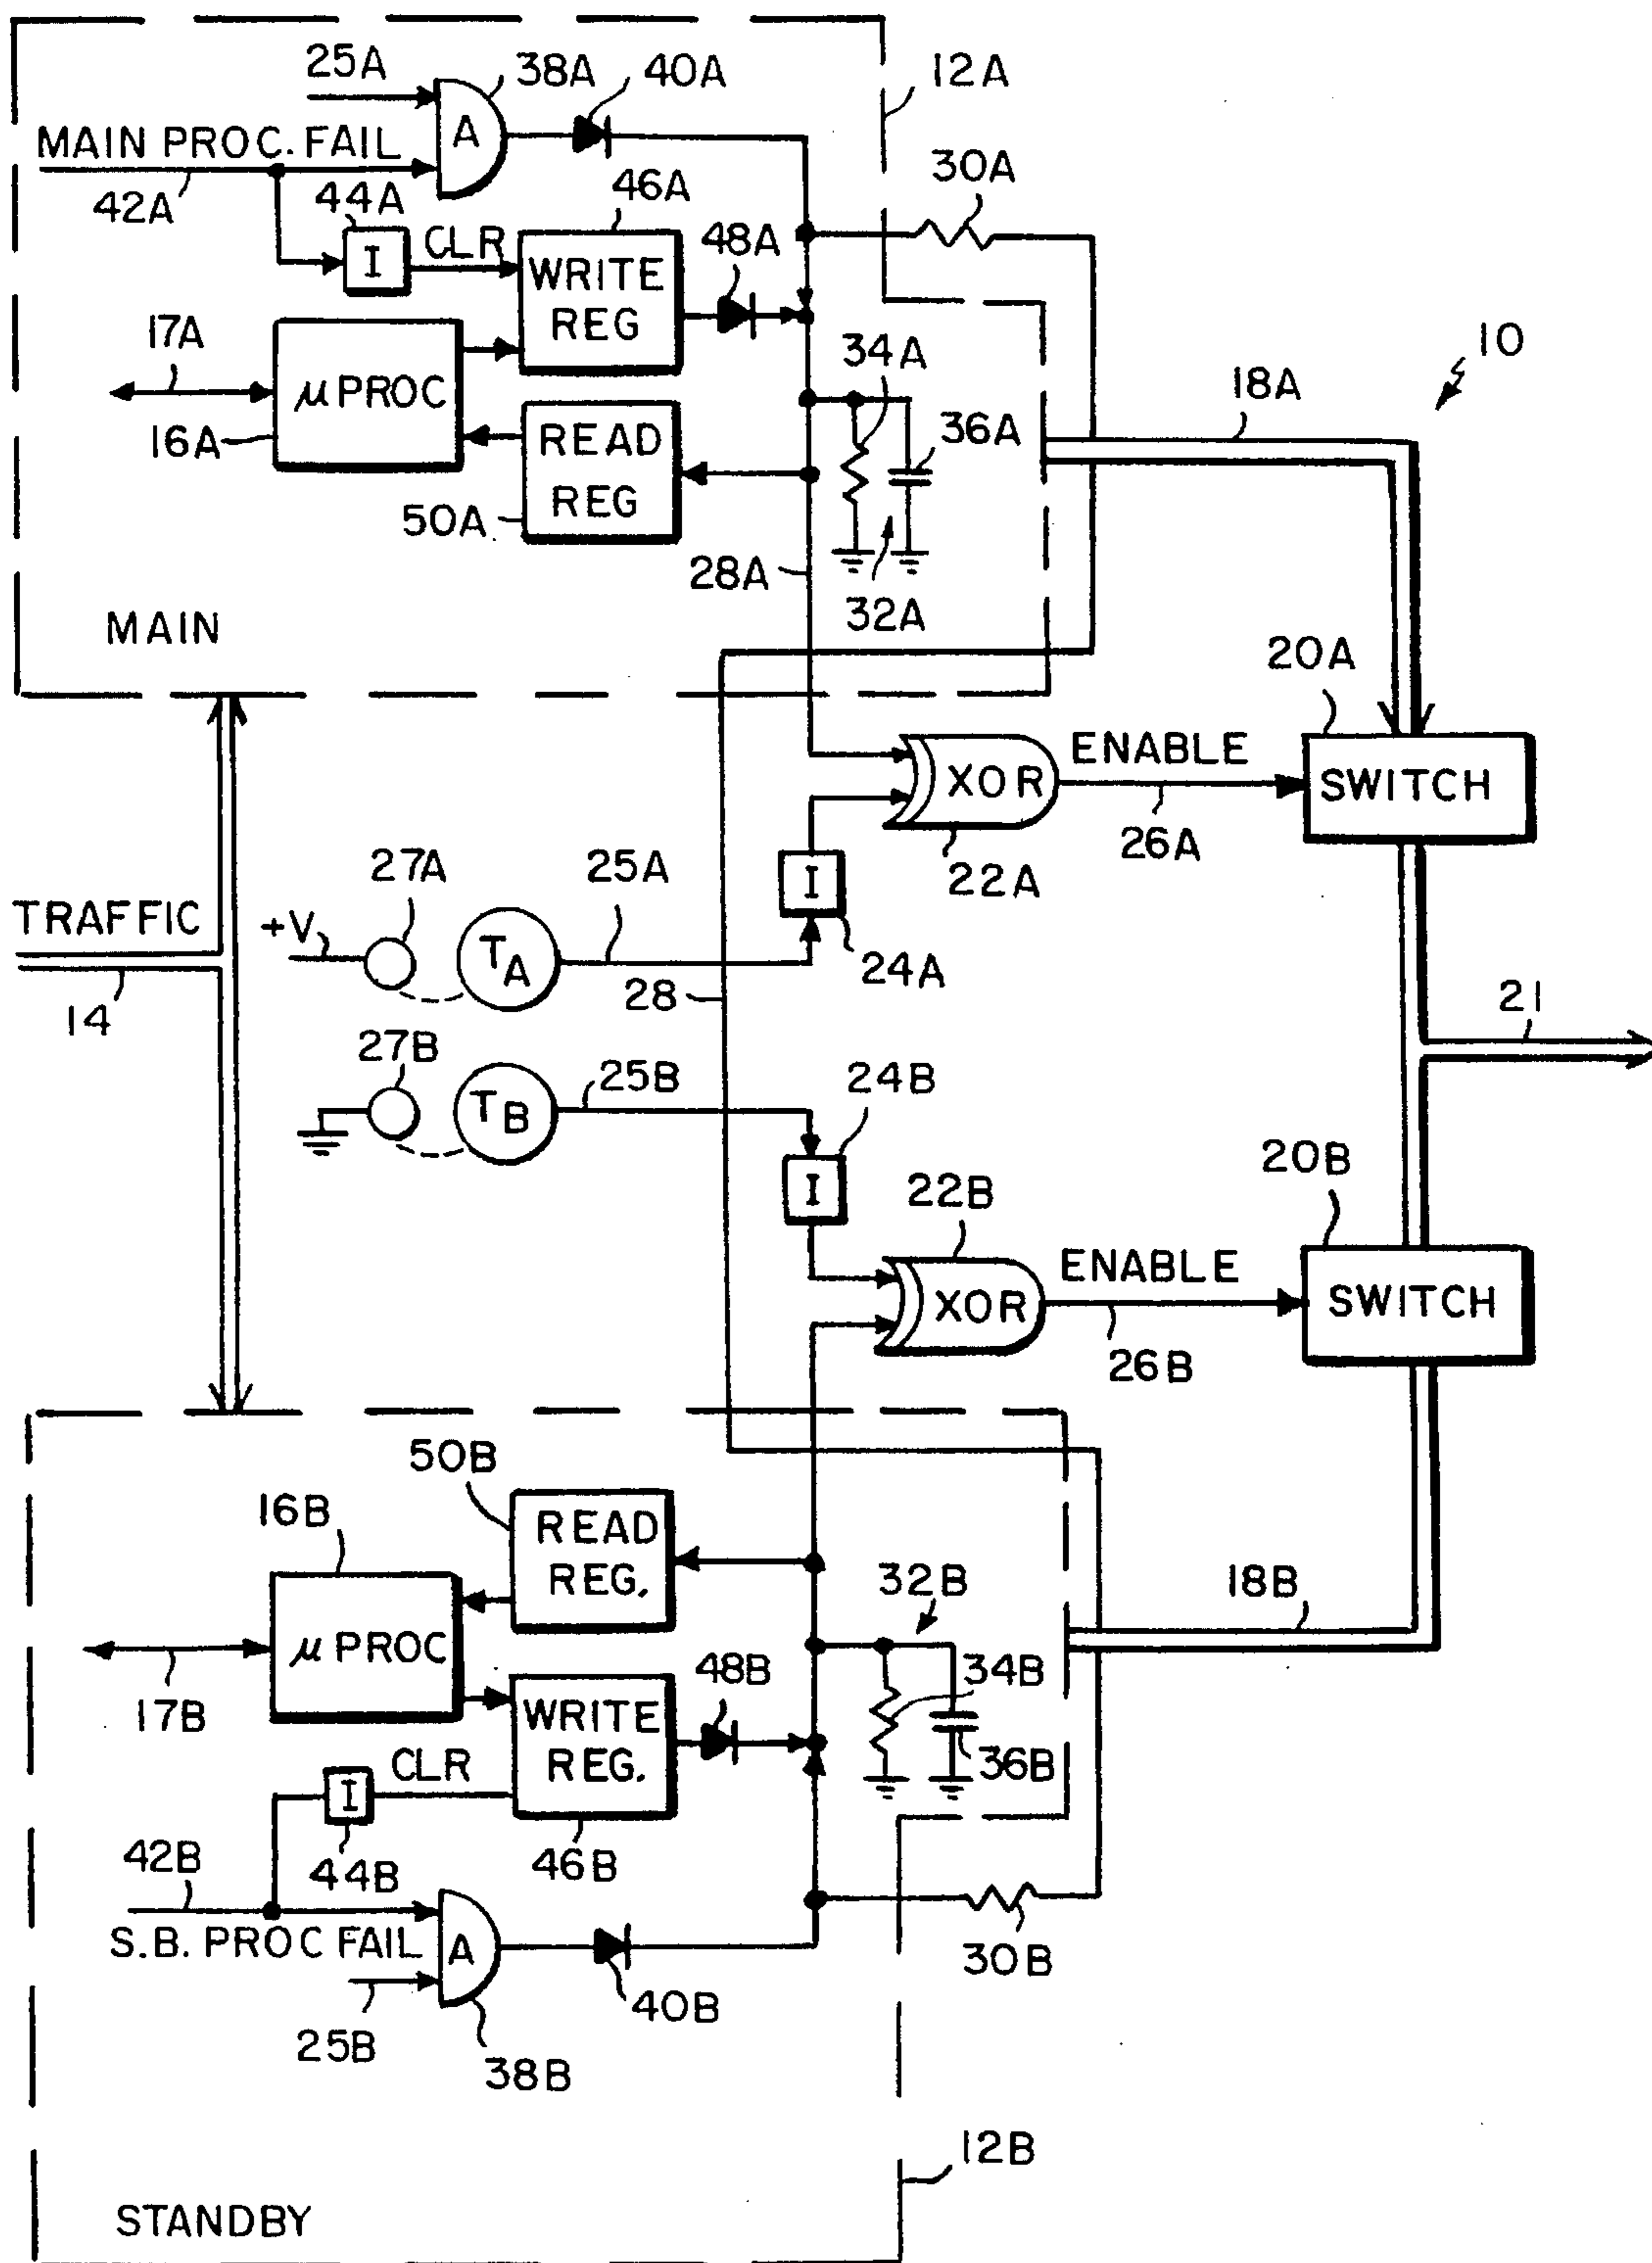 25A
38A
40A
12A
MAIN PROC. FAIL
A
42A
44A
I
CLR
46A
WRITE
REG
48A
30A
17A
μ PROC
16A
READ
REG
50A
34A
36A
32A
28A
18A
10
MAIN
20A
SWITCH
XOR
22A
ENABLE
26A
TRAFFIC
14
+V
27A
TA
25A
28
I
24A
21
27B
TB
25B
24B
I
22B
XOR
ENABLE
26B
20B
SWITCH
50B
READ
REG.
16B
μ PROC
17B
32B
34B
36B
18B
48B
WRITE
REG.
46B
CLR
I
44B
42B
S.B. PROC FAIL
A
25B
38B
40B
30B
12B
STANDBY